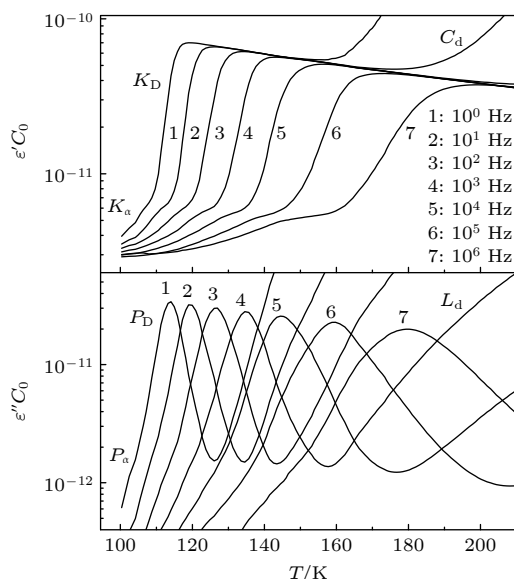 10⁻¹⁰
C_d
K_D
1 2 3 4 5 6 7
1: 10⁰ Hz
2: 10¹ Hz
3: 10² Hz
4: 10³ Hz
5: 10⁴ Hz
6: 10⁵ Hz
7: 10⁶ Hz
ε′C₀
10⁻¹¹
K_α
1 2 3 4 5 6 7
L_d
P_D
ε″C₀
10⁻¹¹
P_α
10⁻¹²
100 120 140 160 180 200
T/K